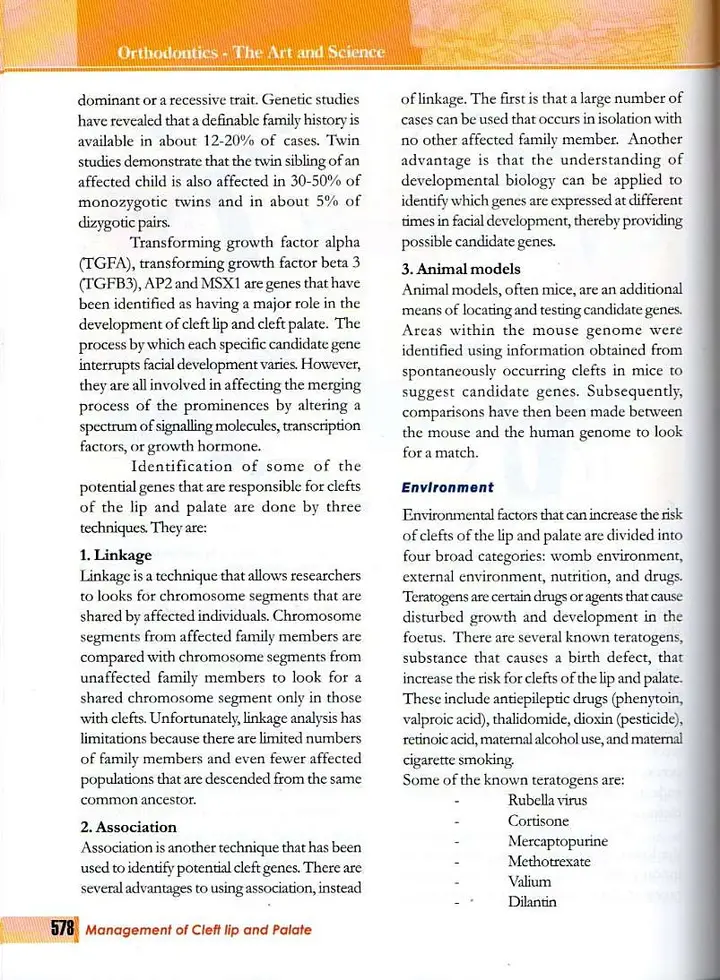 Orthodontics - The Art and Science
dominant or a recessive trait. Genetic studies
have revealed that a definable family history is
available in about 12-20% of cases. Twin
studies demonstrate that the twin sibling of an
affected child is also affected in 30-50% of
monozygotic twins and in about 5% of
dizygotic pairs.
Transforming growth factor alpha
(TGFA), transforming growth factor beta 3
(TGFB3), AP2 and MSX1 are genes that have
been identified as having a major role in the
development of cleft lip and cleft palate. The
process by which each specific candidate gene
interrupts facial development varies. However,
they are all involved in affecting the merging
process of the prominences by altering a
spectrum of signalling molecules, transcription
factors, or growth hormone.
Identification of some of the
potential genes that are responsible for clefts
of the lip and palate are done by three
techniques. They are:
1. Linkage
Linkage is a technique that allows researchers
to looks for chromosome segments that are
shared by affected individuals. Chromosome
segments from affected family members are
compared with chromosome segments from
unaffected family members to look for a
shared chromosome segment only in those
with clefts. Unfortunately, linkage analysis has
limitations because there are limited numbers
of family members and even fewer affected
populations that are descended from the same
common ancestor.
2. Association
Association is another technique that has been
used to identify potential cleft genes. There are
several advantages to using association, instead
of linkage. The first is that a large number of
cases can be used that occurs in isolation with
no other affected family member. Another
advantage is that the understanding of
developmental biology can be applied to
identify which genes are expressed at different
times in facial development, thereby providing
possible candidate genes.
3. Animal models
Animal models, often mice, are an additional
means of locating and testing candidate genes.
Areas within the mouse genome were
identified using information obtained from
spontaneously occurring clefts in mice to
suggest candidate genes. Subsequently,
comparisons have then been made between
the mouse and the human genome to look
for a match.
Environment
Environmental factors that can increase the risk
of clefts of the lip and palate are divided into
four broad categories: womb environment,
external environment, nutrition, and drugs.
Teratogens are certain drugs or agents that cause
disturbed growth and development in the
foetus. There are several known teratogens,
substance that causes a birth defect, that
increase the risk for clefts of the lip and palate.
These include antiepileptic drugs (phenytoin,
valproic acid), thalidomide, dioxin (pesticide),
retinoic acid, maternal alcohol use, and maternal
cigarette smoking.
Some of the known teratogens are:
- Rubella virus
- Cortisone
- Mercaptopurine
- Methotrexate
- Valium
- Dilantin
578 Management of Cleft lip and Palate